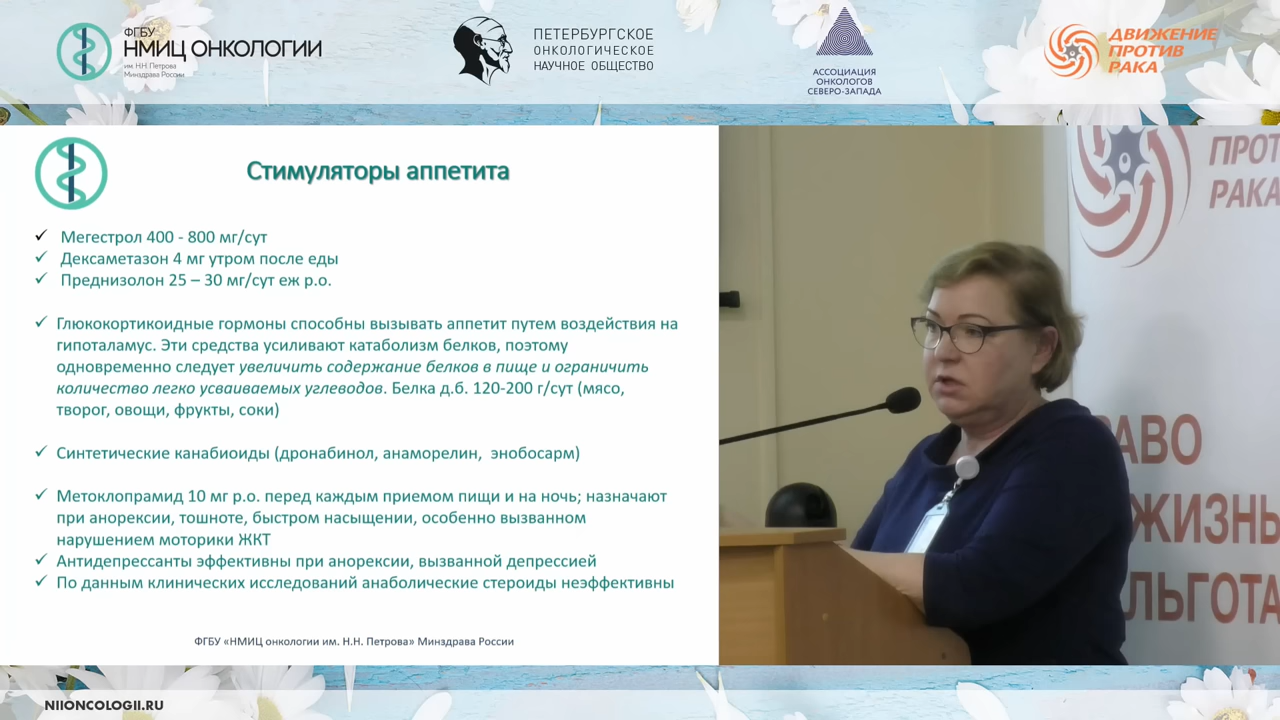 ФГБУ
НМИЦ ОНКОЛОГИИ
им. Н.Н. Петрова
Минздрава России
ПЕТЕРБУРГСКОЕ
ОНКОЛОГИЧЕСКОЕ
НАУЧНОЕ ОБЩЕСТВО
АССОЦИАЦИЯ
ОНКОЛОГОВ
СЕВЕРО-ЗАПАДА
ДВИЖЕНИЕ
ПРОТИВ
РАКА
Стимуляторы аппетита
Мегестрол 400 - 800 мг/сут
Дексаметазон 4 мг утром после еды
Преднизолон 25 – 30 мг/сут еж р.о.
Глюкокортикоидные гормоны способны вызывать аппетит путем воздействия на
гипоталамус. Эти средства усиливают катаболизм белков, поэтому
одновременно следует увеличить содержание белков в пище и ограничить
количество легко усваиваемых углеводов. Белка д.б. 120-200 г/сут (мясо,
творог, овощи, фрукты, соки)
Синтетические канабиоиды (дронабинол, анаморелин, энобосарм)
Метоклопрамид 10 мг р.о. перед каждым приемом пищи и на ночь; назначают
при анорексии, тошноте, быстром насыщении, особенно вызванном
нарушением моторики ЖКТ
Антидепрессанты эффективны при анорексии, вызванной депрессией
По данным клинических исследований анаболические стероиды неэффективны
ФГБУ «НМИЦ онкологии им. Н.Н. Петрова» Минздрава России
ПРОТ
РАКА
РАВО
ЖИЗНЬ
ЛЬГОТА
NIIONCOLOGII.RU